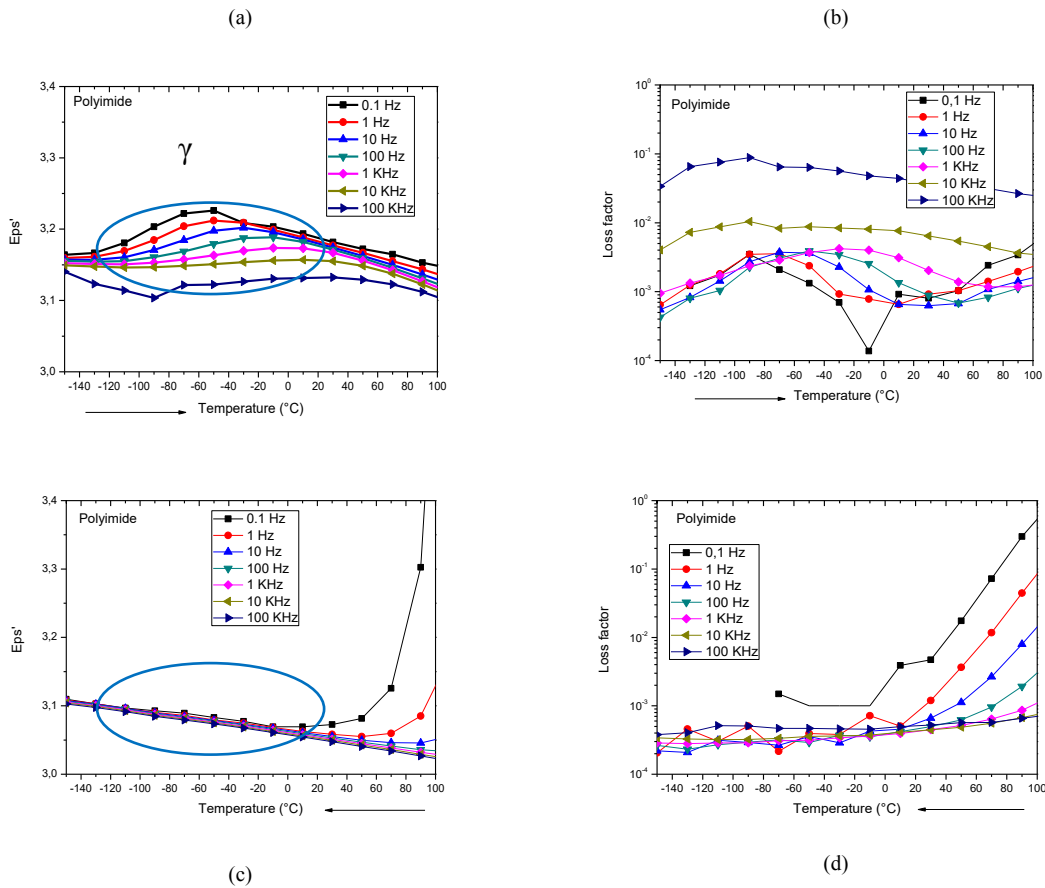 (a)
(b)
Polyimide
γ
0.1 Hz
1 Hz
10 Hz
100 Hz
1 KHz
10 KHz
100 KHz
3,4
3,3
3,2
3,1
3,0
Eps'
-140 -120 -100 -80 -60 -40 -20 0 20 40 60 80 100
Temperature (°C)
Polyimide
0,1 Hz
1 Hz
10 Hz
100 Hz
1 KHz
10 KHz
100 KHz
10⁰
10⁻¹
10⁻²
10⁻³
10⁻⁴
Loss factor
-140 -120 -100 -80 -60 -40 -20 0 20 40 60 80 100
Temperature (°C)
Polyimide
0.1 Hz
1 Hz
10 Hz
100 Hz
1 KHz
10 KHz
100 KHz
3,4
3,3
3,2
3,1
3,0
Eps'
-140 -120 -100 -80 -60 -40 -20 0 20 40 60 80 100
Temperature (°C)
Polyimide
0,1 Hz
1 Hz
10 Hz
100 Hz
1 KHz
10 KHz
100 KHz
10⁰
10⁻¹
10⁻²
10⁻³
10⁻⁴
Loss factor
-140 -120 -100 -80 -60 -40 -20 0 20 40 60 80 100
Temperature (°C)
(c)
(d)